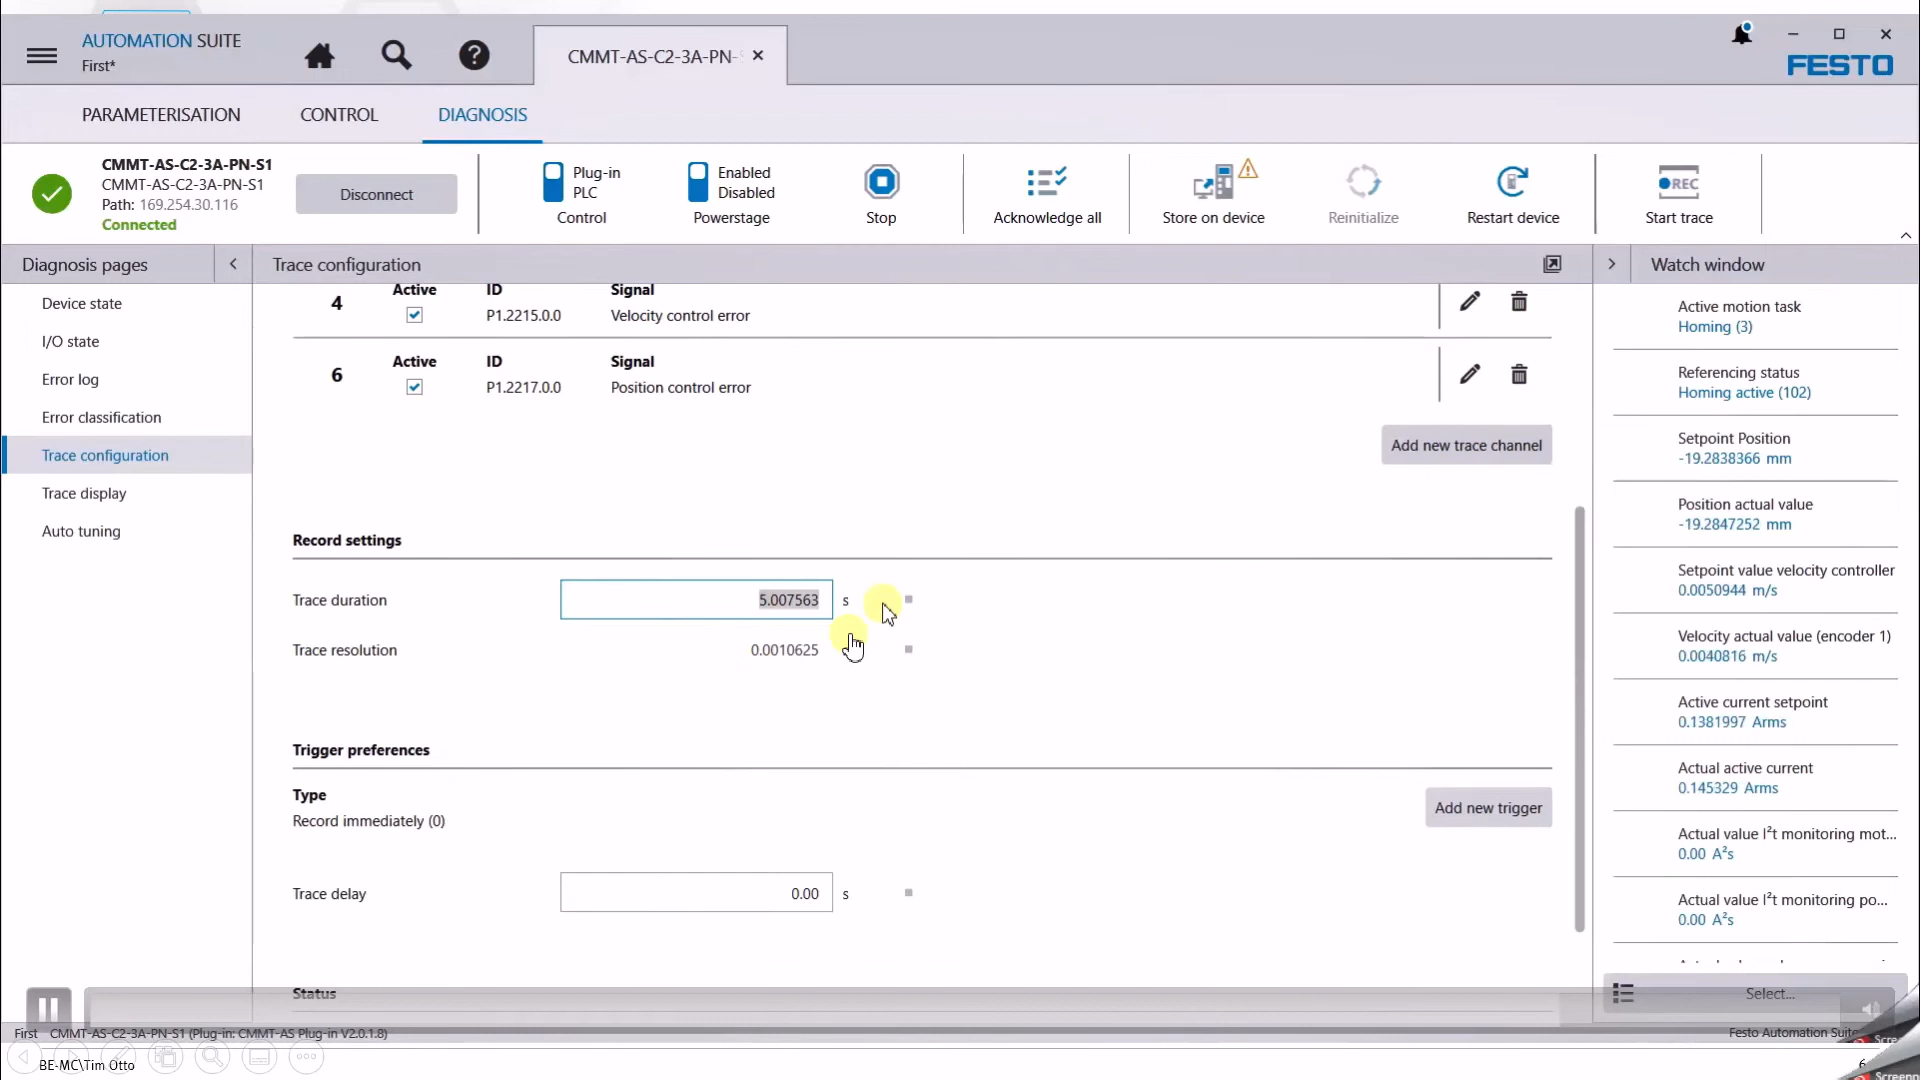 AUTOMATION SUITE
First*
CMMT-AS-C2-3A-PN-
FESTO
PARAMETERISATION
CONTROL
DIAGNOSIS
CMMT-AS-C2-3A-PN-S1
CMMT-AS-C2-3A-PN-S1
Path: 169.254.30.116
Connected
Disconnect
Plug-in
PLC
Control
Enabled
Disabled
Powerstage
Stop
Acknowledge all
Store on device
Reinitialize
Restart device
REC
Start trace
Diagnosis pages
Device state
I/O state
Error log
Error classification
Trace configuration
Trace display
Auto tuning
Trace configuration
4
Active
ID
Signal
P1.2215.0.0
Velocity control error
6
Active
ID
Signal
P1.2217.0.0
Position control error
Add new trace channel
Record settings
Trace duration
5.007563 s
Trace resolution
0.0010625
Trigger preferences
Type
Record immediately (0)
Add new trigger
Trace delay
0.00 s
Status
Watch window
Active motion task
Homing (3)
Referencing status
Homing active (102)
Setpoint Position
-19.2838366 mm
Position actual value
-19.2847252 mm
Setpoint value velocity controller
0.0050944 m/s
Velocity actual value (encoder 1)
0.0040816 m/s
Active current setpoint
0.1381997 Arms
Actual active current
0.145329 Arms
Actual value I²t monitoring mot...
0.00 A²s
Actual value I²t monitoring po...
0.00 A²s
Select...
First CMMT-AS-C2-3A-PN-S1 (Plug-in: CMMT-AS Plug-in V2.0.1.8)
Festo Automation Suite
BE-MC\Tim Otto